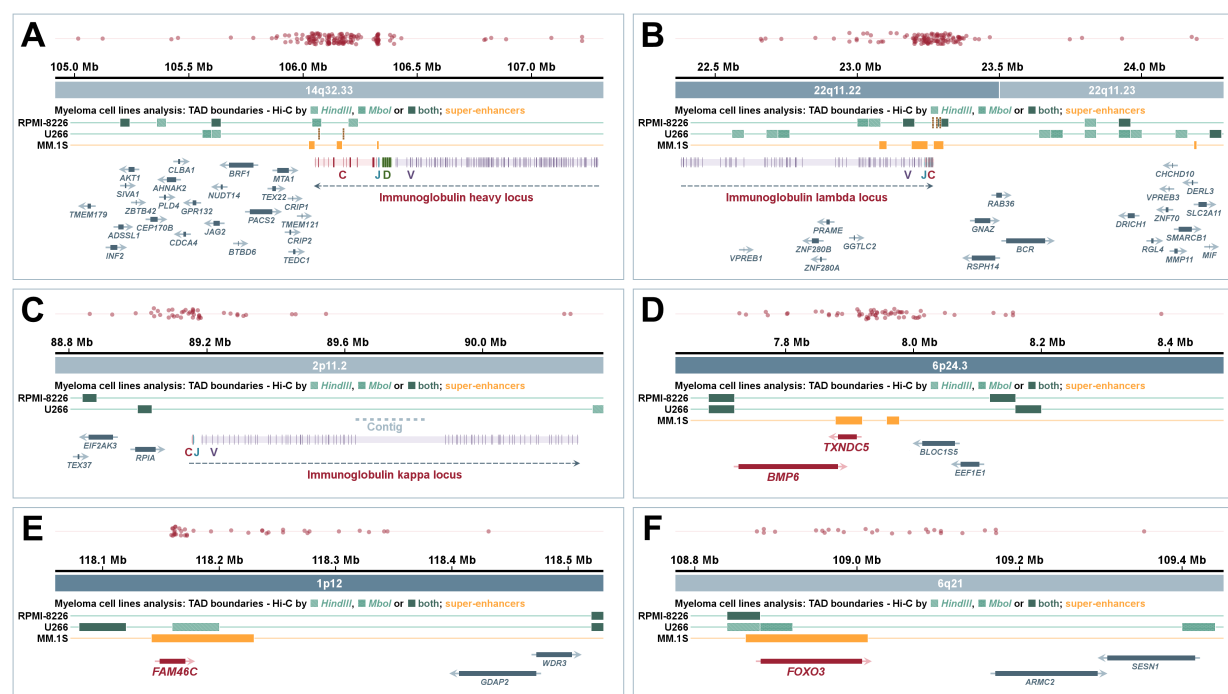 A
105.0 Mb 105.5 Mb 106.0 Mb 106.5 Mb 107.0 Mb
14q32.33
Myeloma cell lines analysis: TAD boundaries - Hi-C by HindIII, MboI or both; super-enhancers
RPMI-8226
U266
MM.1S
C J D V
Immunoglobulin heavy locus
CLBA1 BRF1
AKT1 MTA1
AHNAK2
SIVA1 NUDT14 TEX22
ZBTB42 PLD4 CRIP1
TMEM179 GPR132 PACS2
CEP170B TMEM121
ADSSL1 JAG2
CDCA4 CRIP2
INF2 BTBD6 TEDC1
B
22.5 Mb 23.0 Mb 23.5 Mb 24.0 Mb
22q11.22 22q11.23
Myeloma cell lines analysis: TAD boundaries - Hi-C by HindIII, MboI or both; super-enhancers
RPMI-8226
U266
MM.1S
V J C
Immunoglobulin lambda locus
CHCHD10
DERL3
VPREB3
RAB36 SLC2A11
ZNF70
PRAME GNAZ DRICH1
SMARCB1
GGTLC2
VPREB1 ZNF280B BCR RGL4 MIF
MMP11
ZNF280A RSPH14
C
88.8 Mb 89.2 Mb 89.6 Mb 90.0 Mb
2p11.2
Myeloma cell lines analysis: TAD boundaries - Hi-C by HindIII, MboI or both; super-enhancers
RPMI-8226
U266
Contig
EIF2AK3
TEX37 RPIA
C J V
Immunoglobulin kappa locus
D
7.8 Mb 8.0 Mb 8.2 Mb 8.4 Mb
6p24.3
Myeloma cell lines analysis: TAD boundaries - Hi-C by HindIII, MboI or both; super-enhancers
RPMI-8226
U266
MM.1S
TXNDC5
BLOC1S5
BMP6
EEF1E1
E
118.1 Mb 118.2 Mb 118.3 Mb 118.4 Mb 118.5 Mb
1p12
Myeloma cell lines analysis: TAD boundaries - Hi-C by HindIII, MboI or both; super-enhancers
RPMI-8226
U266
MM.1S
WDR3
FAM46C
GDAP2
F
108.8 Mb 109.0 Mb 109.2 Mb 109.4 Mb
6q21
Myeloma cell lines analysis: TAD boundaries - Hi-C by HindIII, MboI or both; super-enhancers
RPMI-8226
U266
MM.1S
SESN1
FOXO3
ARMC2